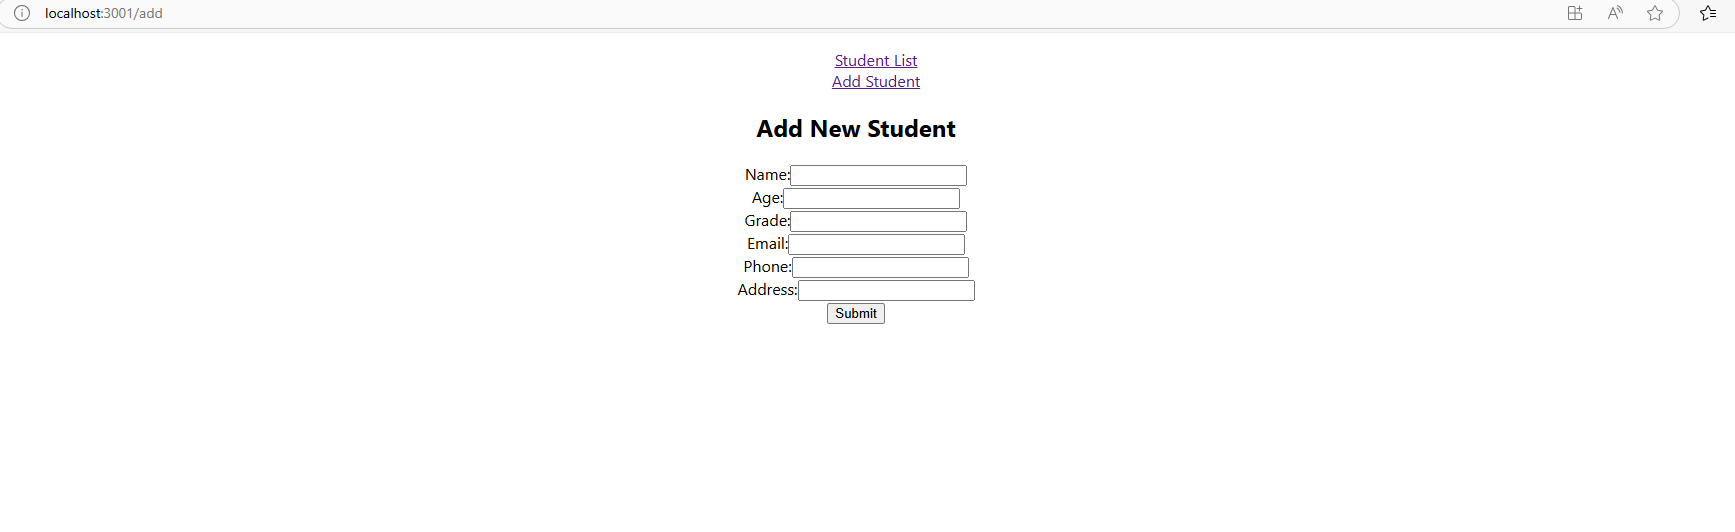 localhost:3001/add
Student List
Add Student
Add New Student
Name:
Age:
Grade:
Email:
Phone:
Address:
Submit